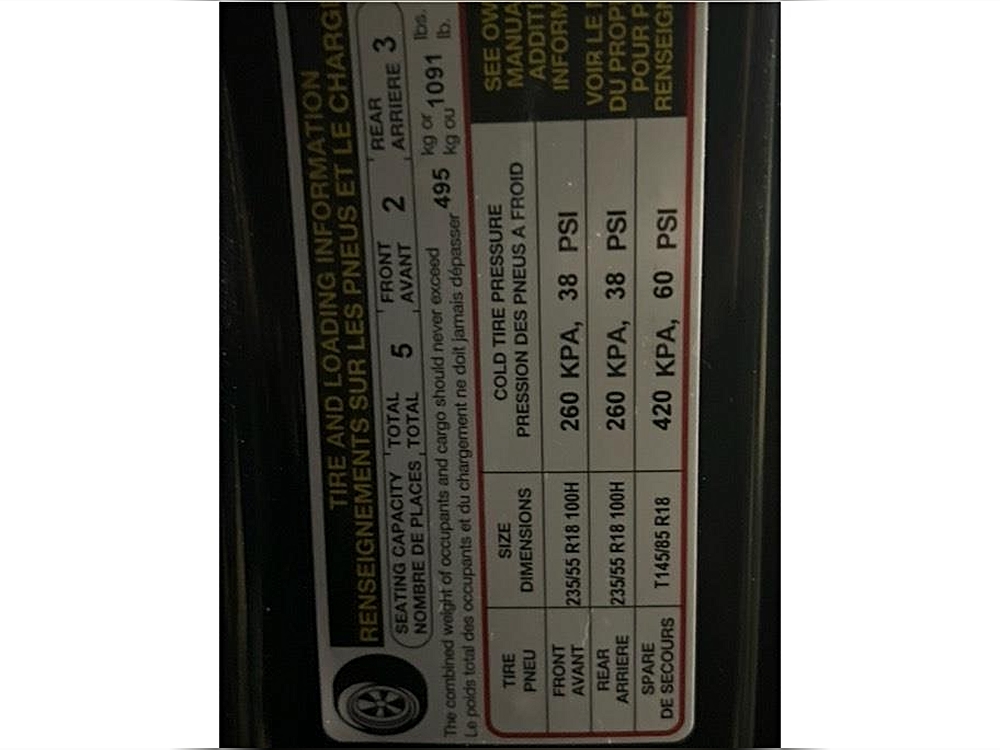 TIRE AND LOADING INFORMATION
RENSEIGNEMENTS SUR LES PNEUS ET LE CHARG
SEATING CAPACITY TOTAL 5 FRONT 2 REAR 3
NOMBRE DE PLACES TOTAL AVANT ARRIERE
The combined weight of occupants and cargo should never exceed 495 kg or 1091 lbs.
Le poids total des occupants et du chargement ne doit jamais dépasser kg ou lb.
TIRE SIZE COLD TIRE PRESSURE
PNEU DIMENSIONS PRESSION DES PNEUS A FROID
FRONT
AVANT 235/55 R18 100H 260 KPA, 38 PSI
REAR
ARRIERE 235/55 R18 100H 260 KPA, 38 PSI
SPARE
DE SECOURS T145/85 R18 420 KPA, 60 PSI
SEE OW
MANUA
ADDITI
INFORM
VOIR LE
DU PROP
POUR P
RENSEIGN